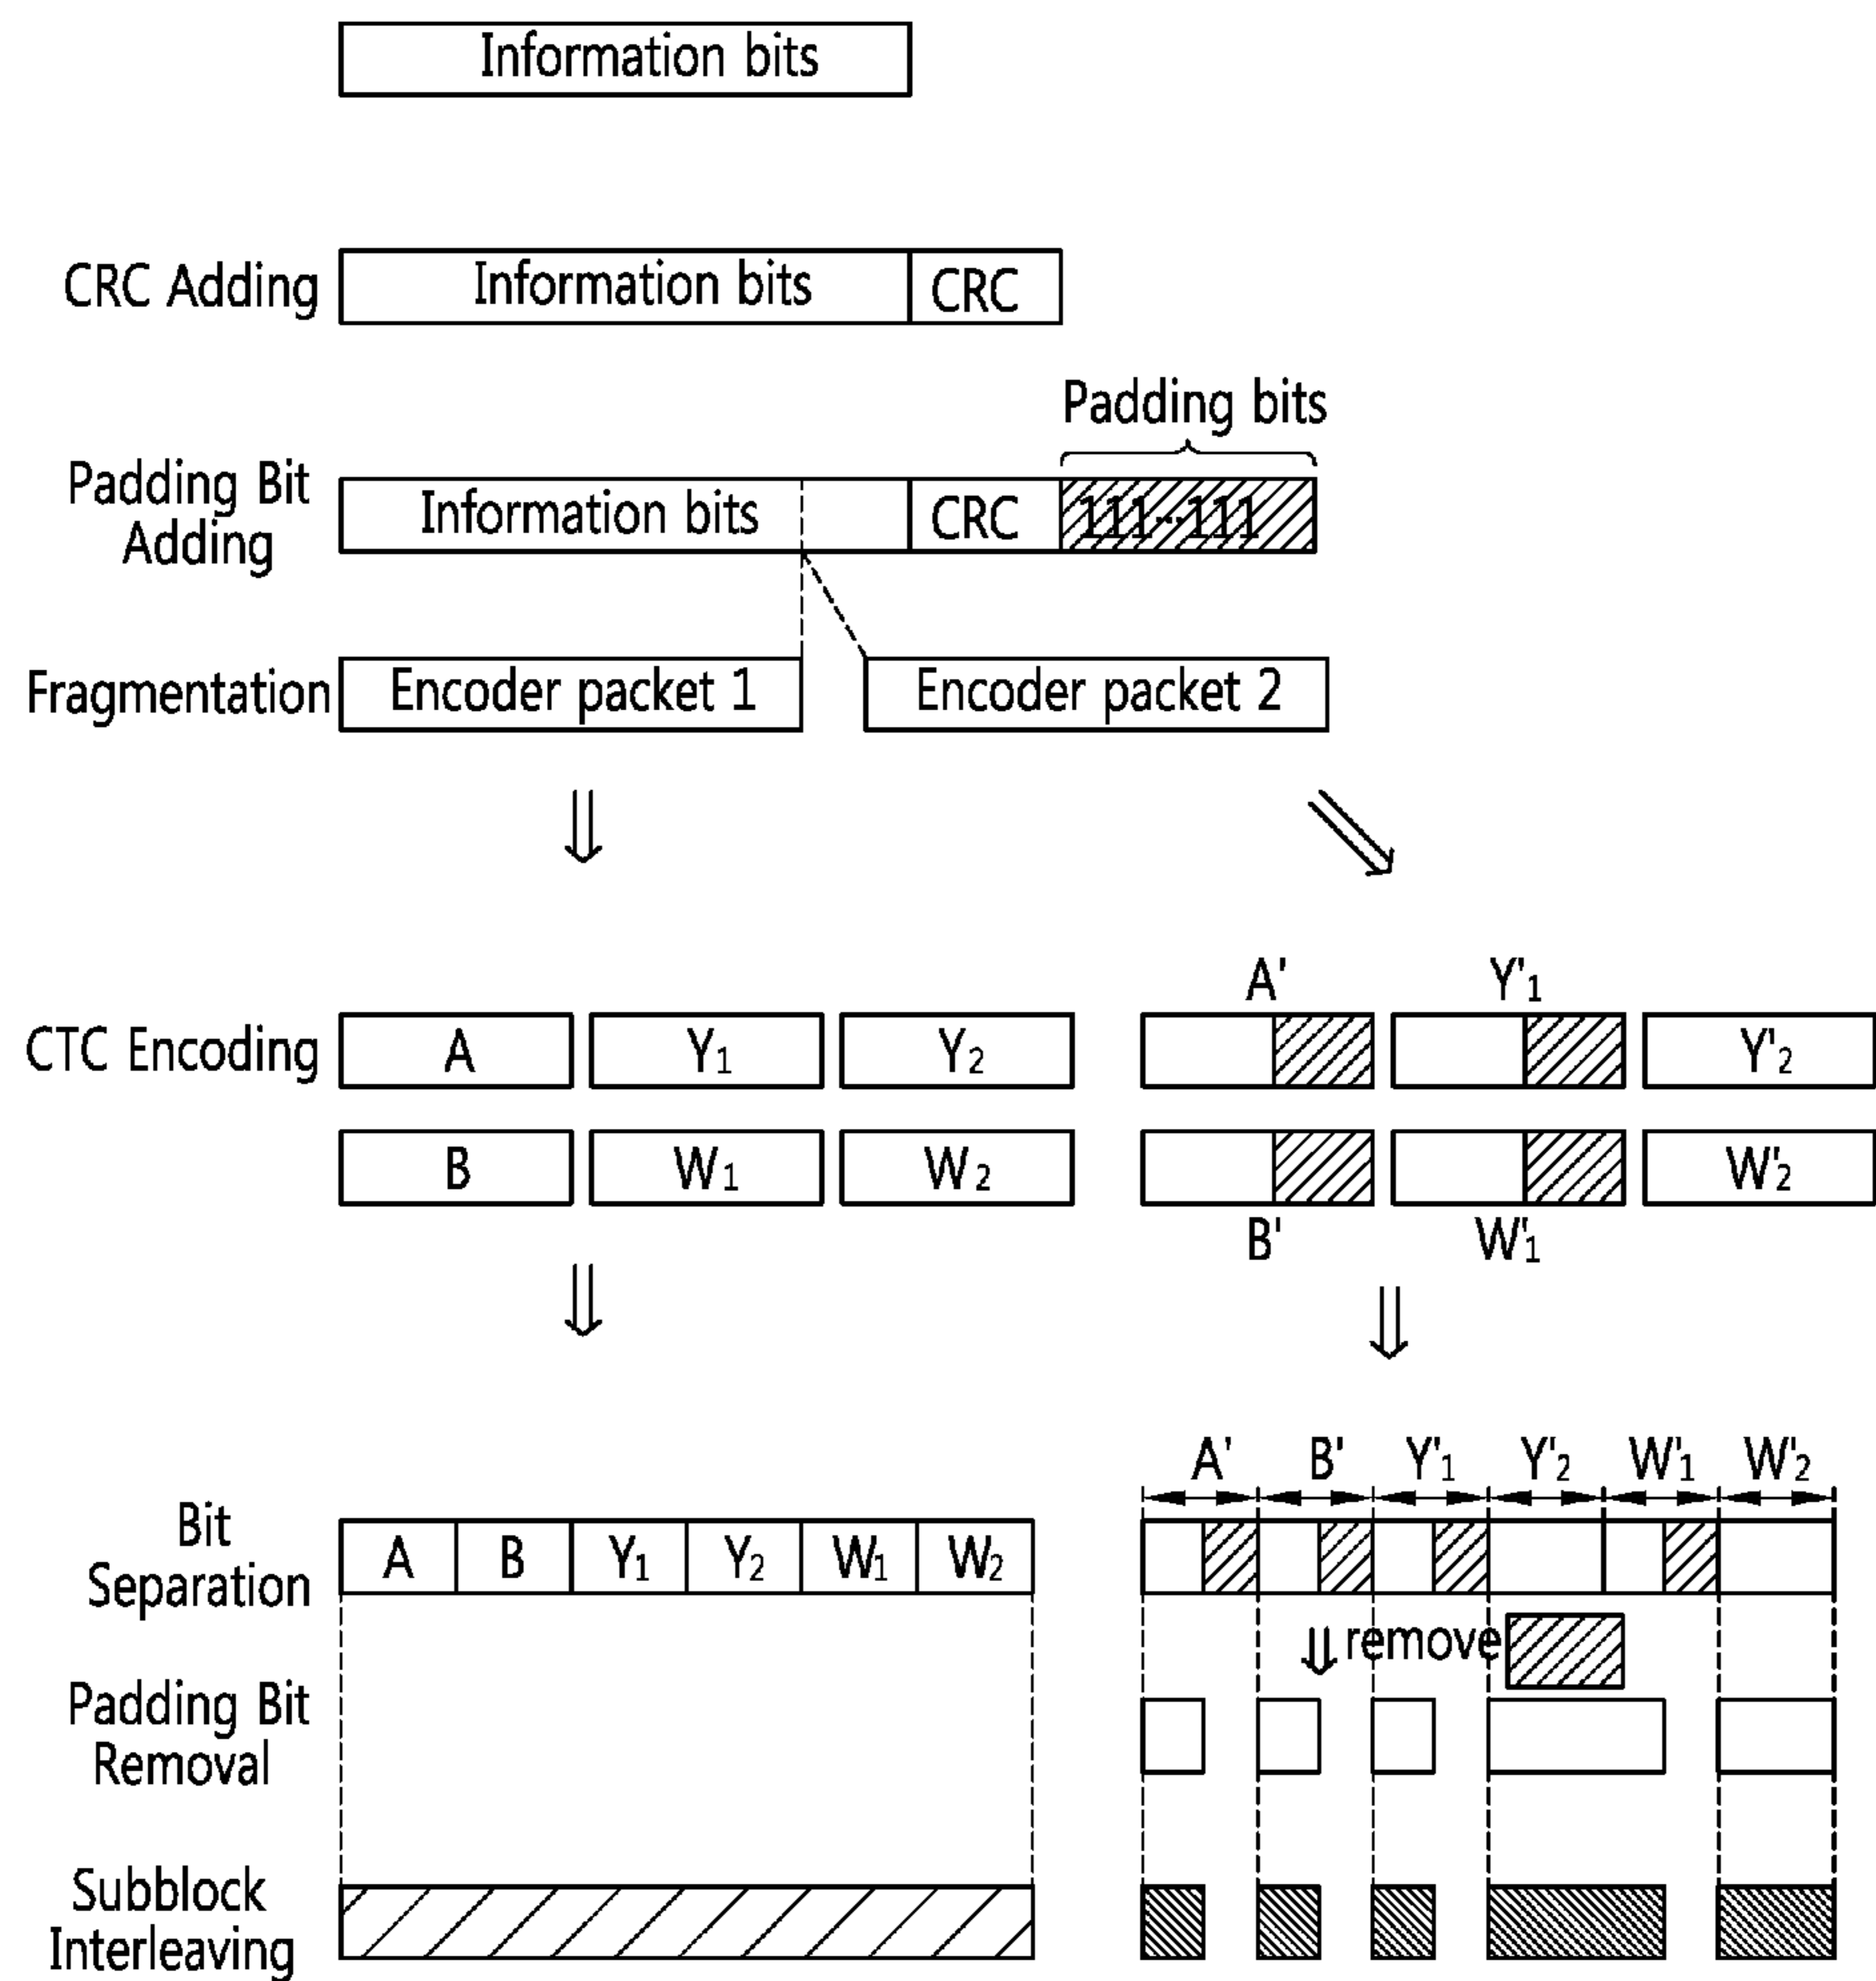 Information bits
CRC Adding
Information bits
CRC
Padding bits
Padding Bit
Adding
Information bits
CRC
111···111
Fragmentation
Encoder packet 1
Encoder packet 2
A'
Y'1
CTC Encoding
A
Y1
Y2
Y'2
B
W1
W2
W'2
B'
W'1
A'
B'
Y'1
Y'2
W'1
W'2
Bit
Separation
A
B
Y1
Y2
W1
W2
remove
Padding Bit
Removal
Subblock
Interleaving